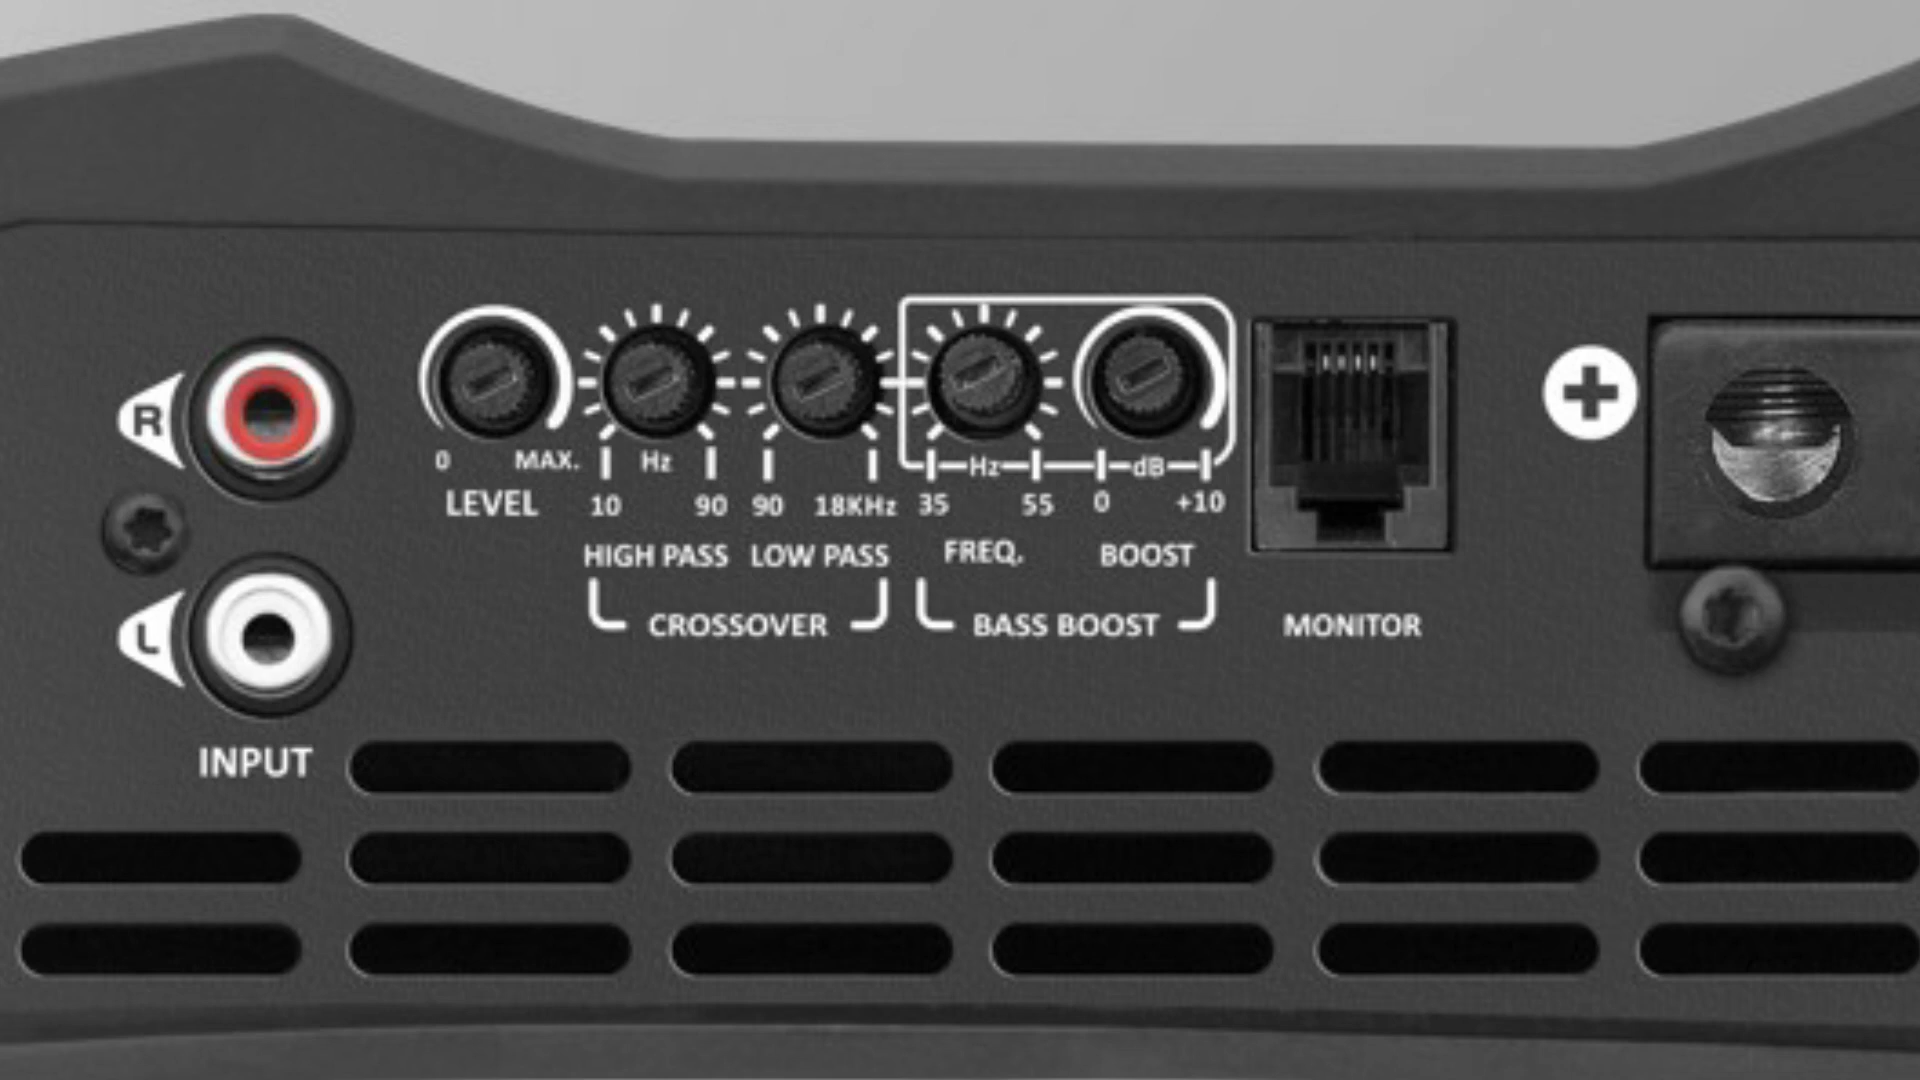 R
L
INPUT
0 MAX.
LEVEL
Hz
10 90
HIGH PASS
90 18KHz
LOW PASS
CROSSOVER
Hz
35 55
FREQ.
dB
0 +10
BOOST
BASS BOOST
MONITOR
+